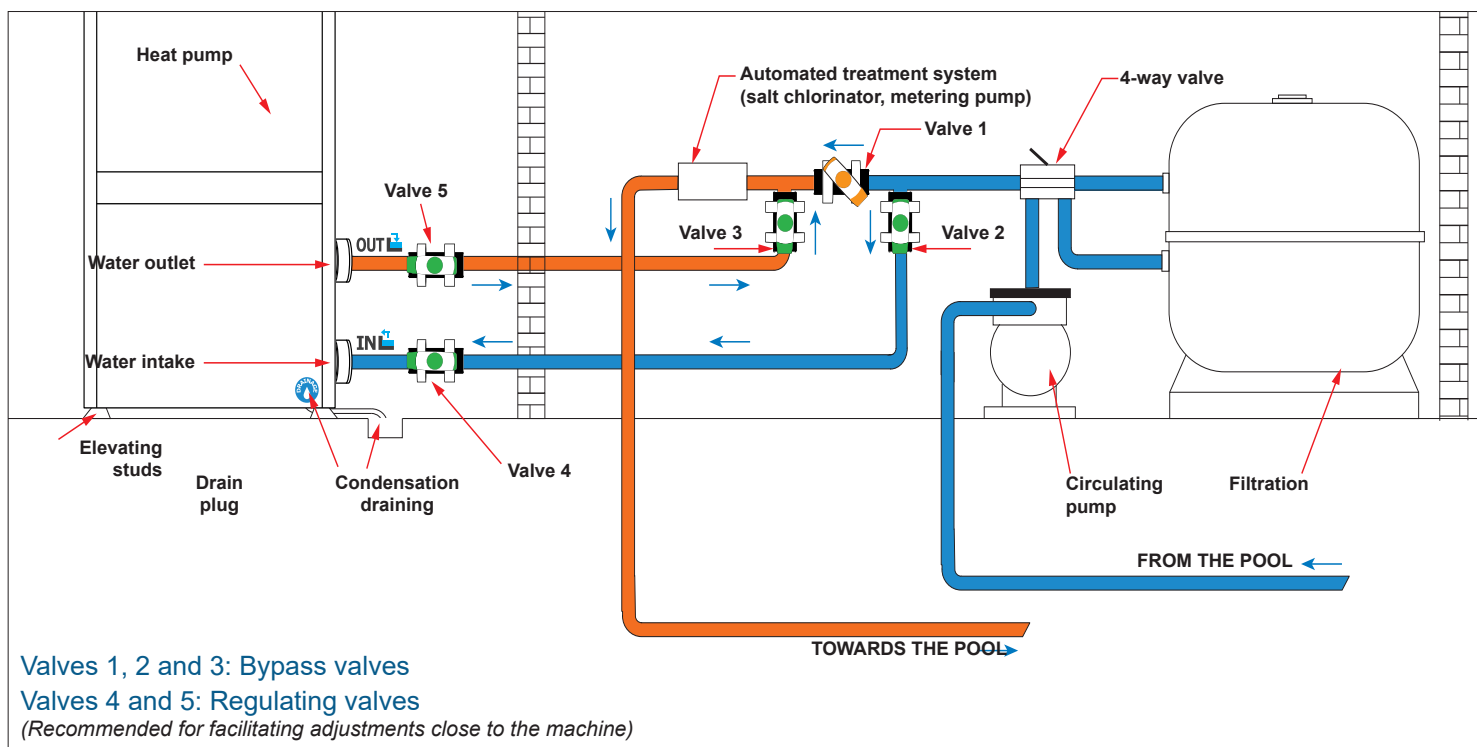 Heat pump
Automated treatment system
(salt chlorinator, metering pump)
4-way valve
Valve 1
Valve 5
Valve 3
Valve 2
OUT
Water outlet
IN
Water intake
DRAINAGE
Elevating
studs
Drain
plug
Condensation
draining
Valve 4
Circulating
pump
Filtration
FROM THE POOL
TOWARDS THE POOL
Valves 1, 2 and 3: Bypass valves
Valves 4 and 5: Regulating valves
(Recommended for facilitating adjustments close to the machine)